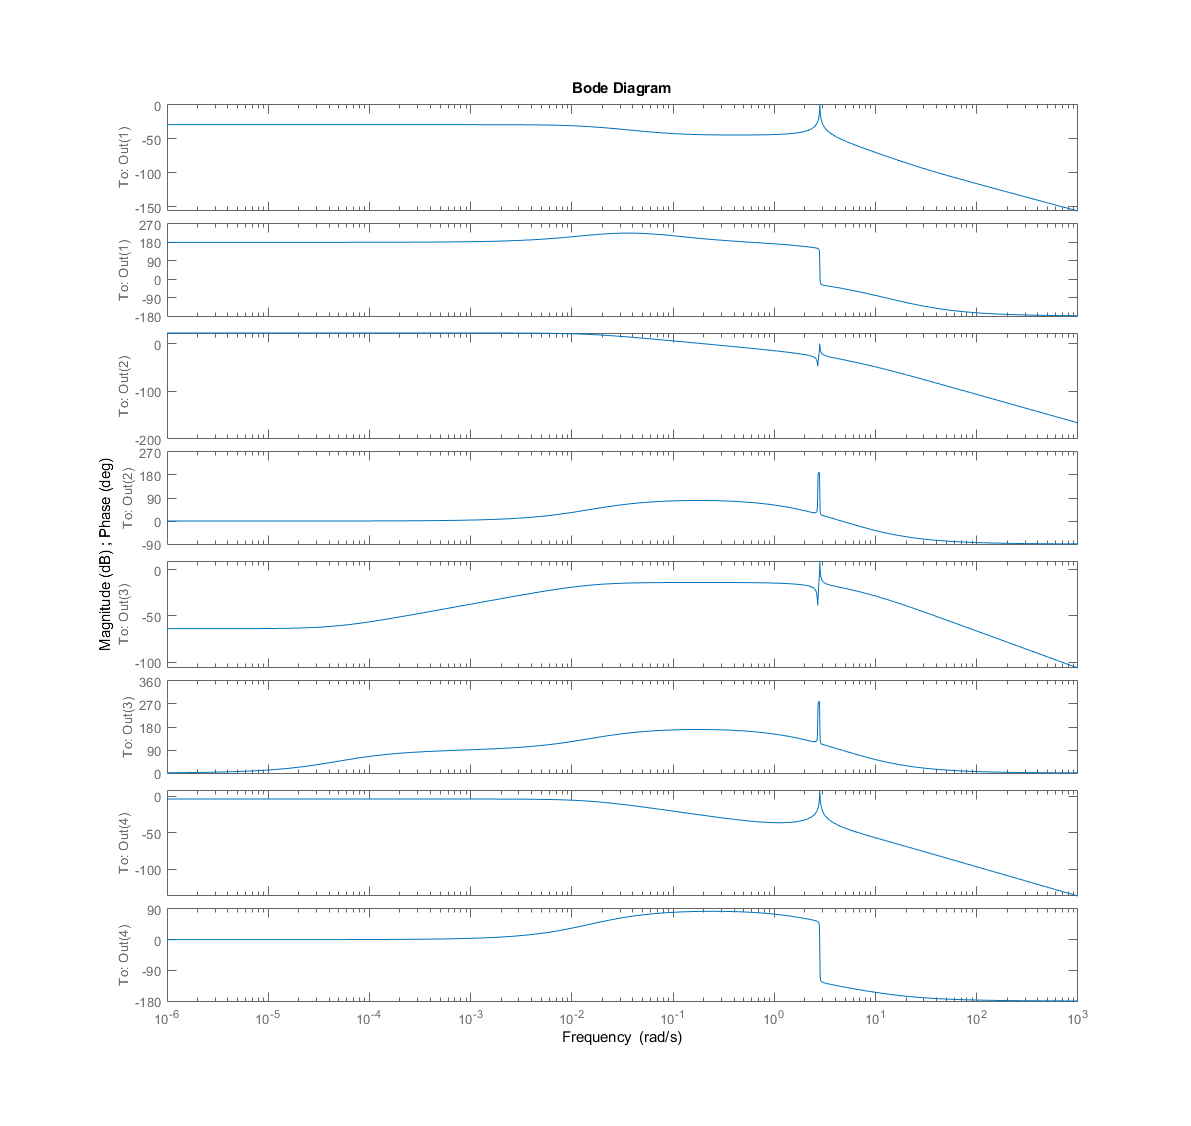 Bode Diagram
Magnitude (dB) ; Phase (deg)
To: Out(1)
0
-50
-100
-150
To: Out(1)
270
180
90
0
-90
-180
To: Out(2)
0
-100
-200
To: Out(2)
270
180
90
0
-90
To: Out(3)
0
-50
-100
To: Out(3)
360
270
180
90
0
To: Out(4)
0
-50
-100
To: Out(4)
90
0
-90
-180
10^-6 10^-5 10^-4 10^-3 10^-2 10^-1 10^0 10^1 10^2 10^3
Frequency (rad/s)